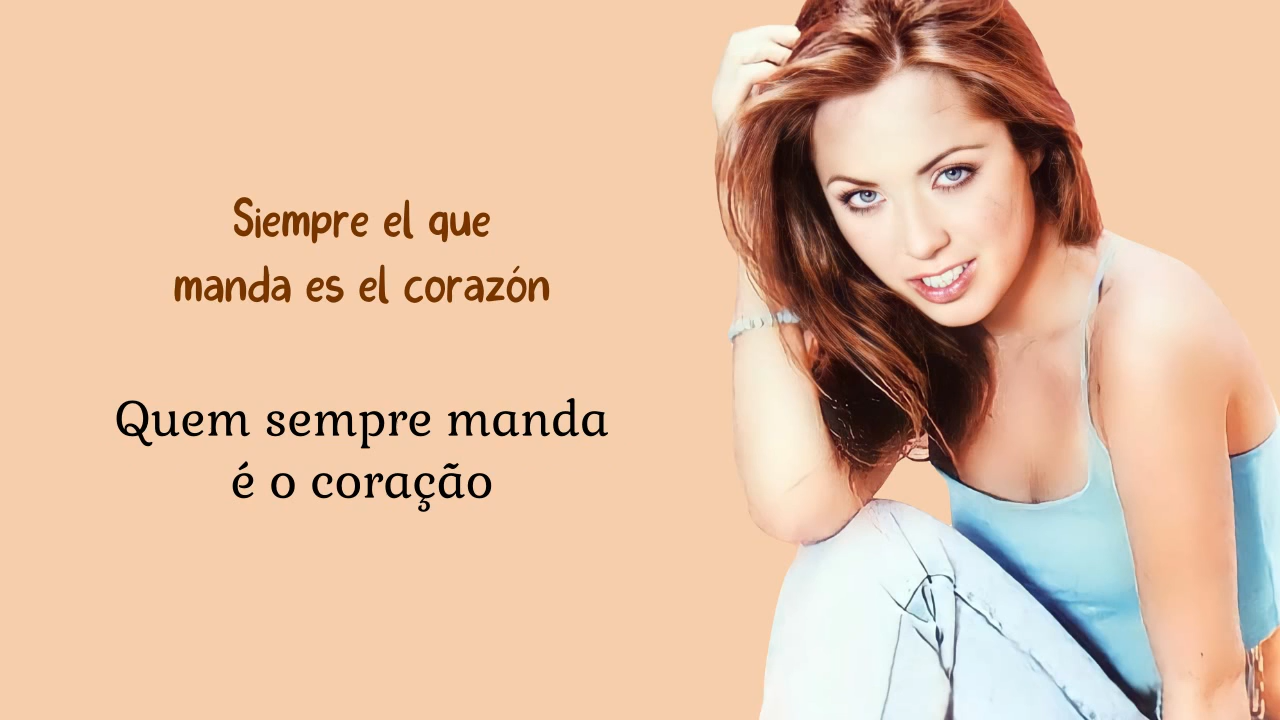 Siempre el que
manda es el corazón
Quem sempre manda
é o coração